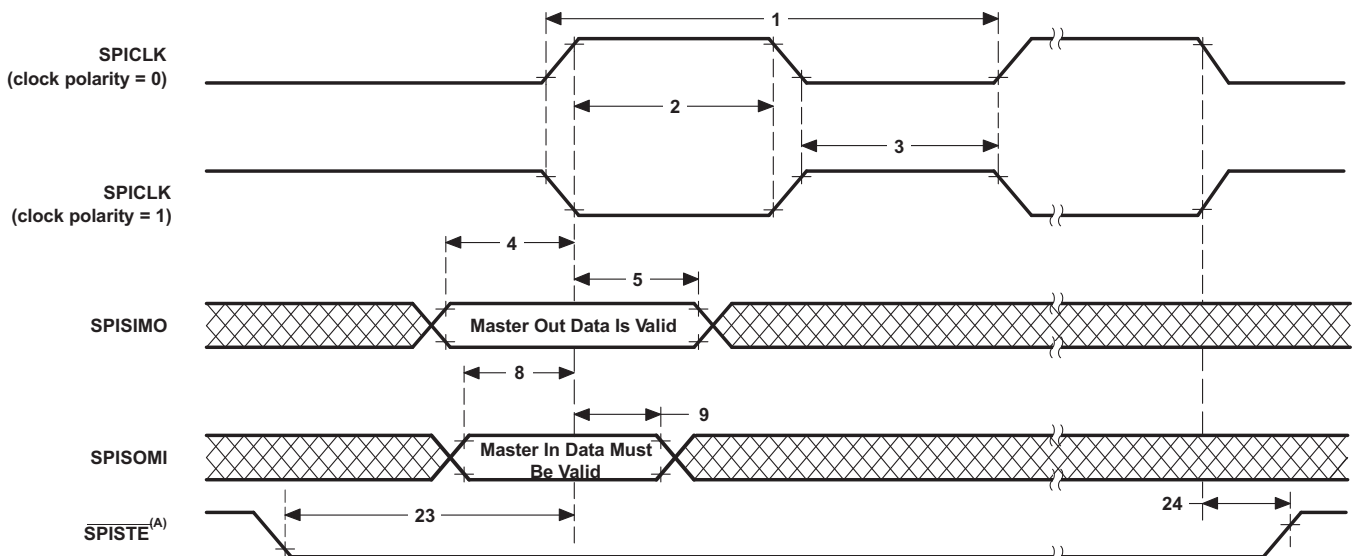 1
SPICLK
(clock polarity = 0)
2
3
SPICLK
(clock polarity = 1)
4
5
SPISIMO
Master Out Data Is Valid
8
9
SPISOMI
Master In Data Must
Be Valid
24
23
SPISTE(A)